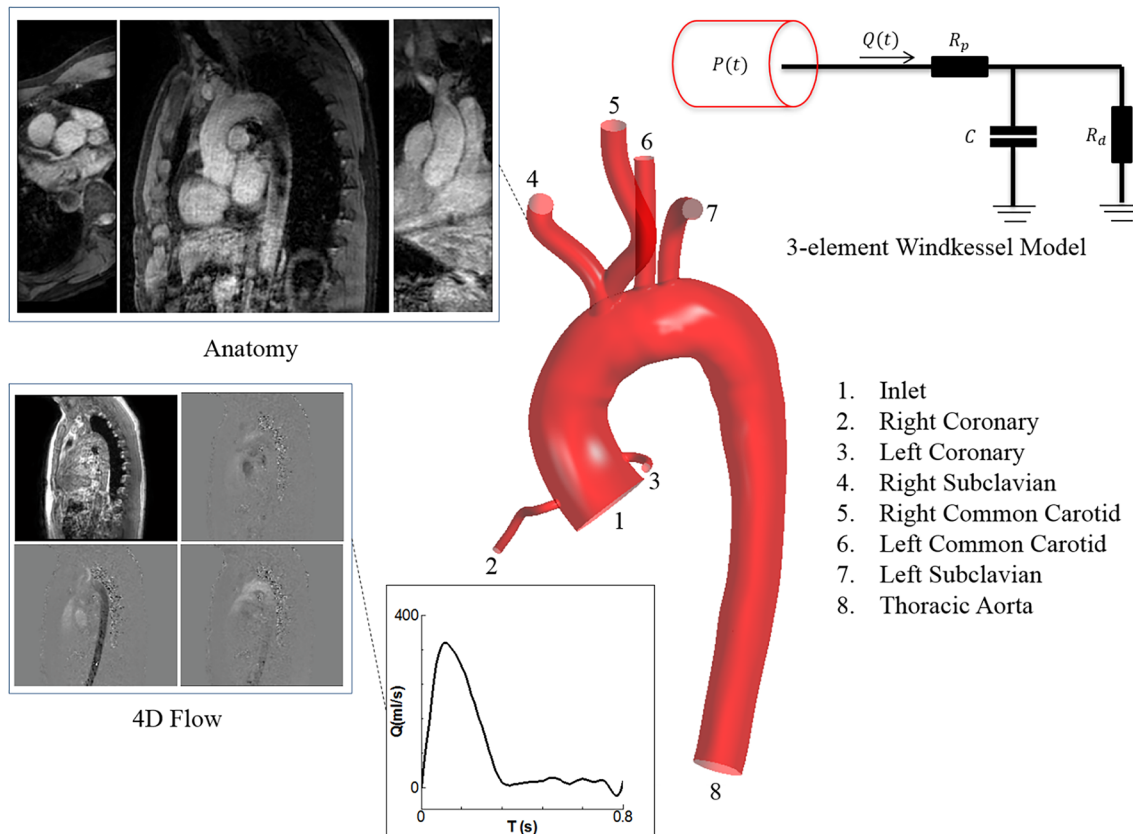 Anatomy
4D Flow
P(t)
Q(t)
R_p
C
R_d
3-element Windkessel Model
5
6
4
7
3
1
2
8
1. Inlet
2. Right Coronary
3. Left Coronary
4. Right Subclavian
5. Right Common Carotid
6. Left Common Carotid
7. Left Subclavian
8. Thoracic Aorta
400
Q(ml/s)
0
0
0.8
T (s)